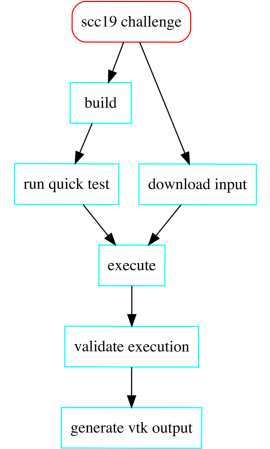 scc19 challenge
build
run quick test
download input
execute
validate execution
generate vtk output